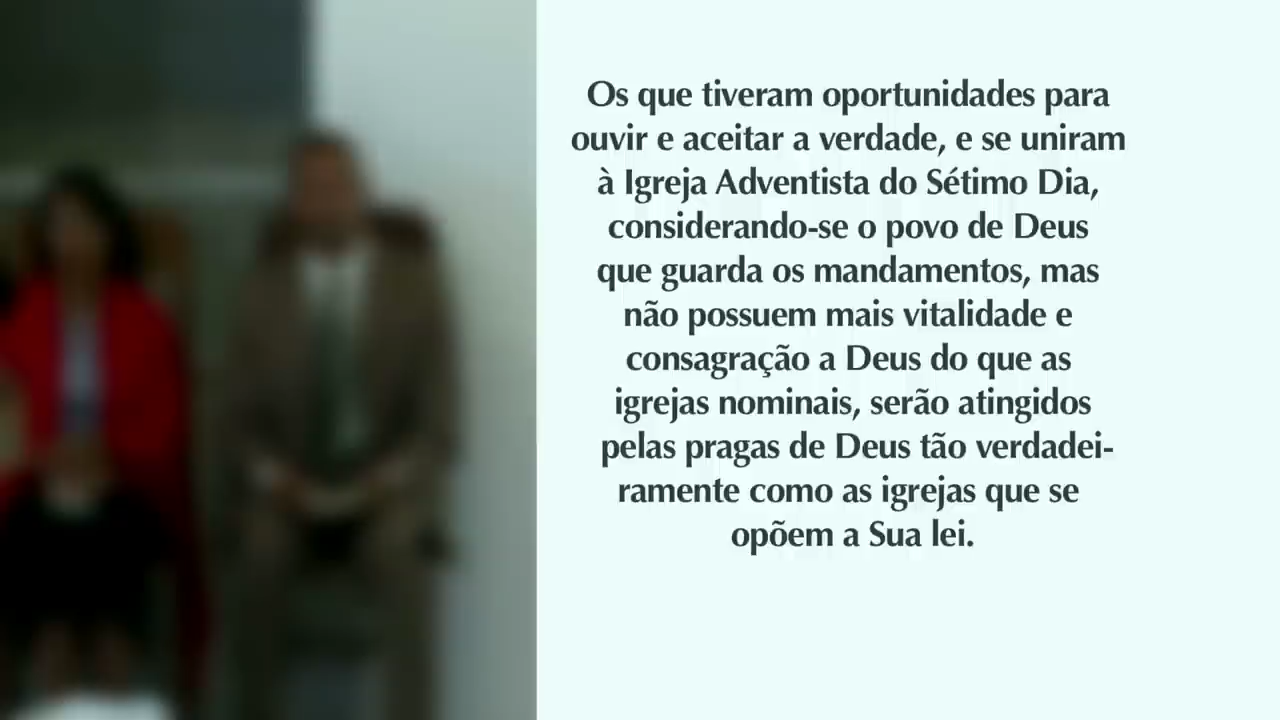 Os que tiveram oportunidades para
ouvir e aceitar a verdade, e se uniram
à Igreja Adventista do Sétimo Dia,
considerando-se o povo de Deus
que guarda os mandamentos, mas
não possuem mais vitalidade e
consagração a Deus do que as
igrejas nominais, serão atingidos
pelas pragas de Deus tão verdadei-
ramente como as igrejas que se
opõem a Sua lei.